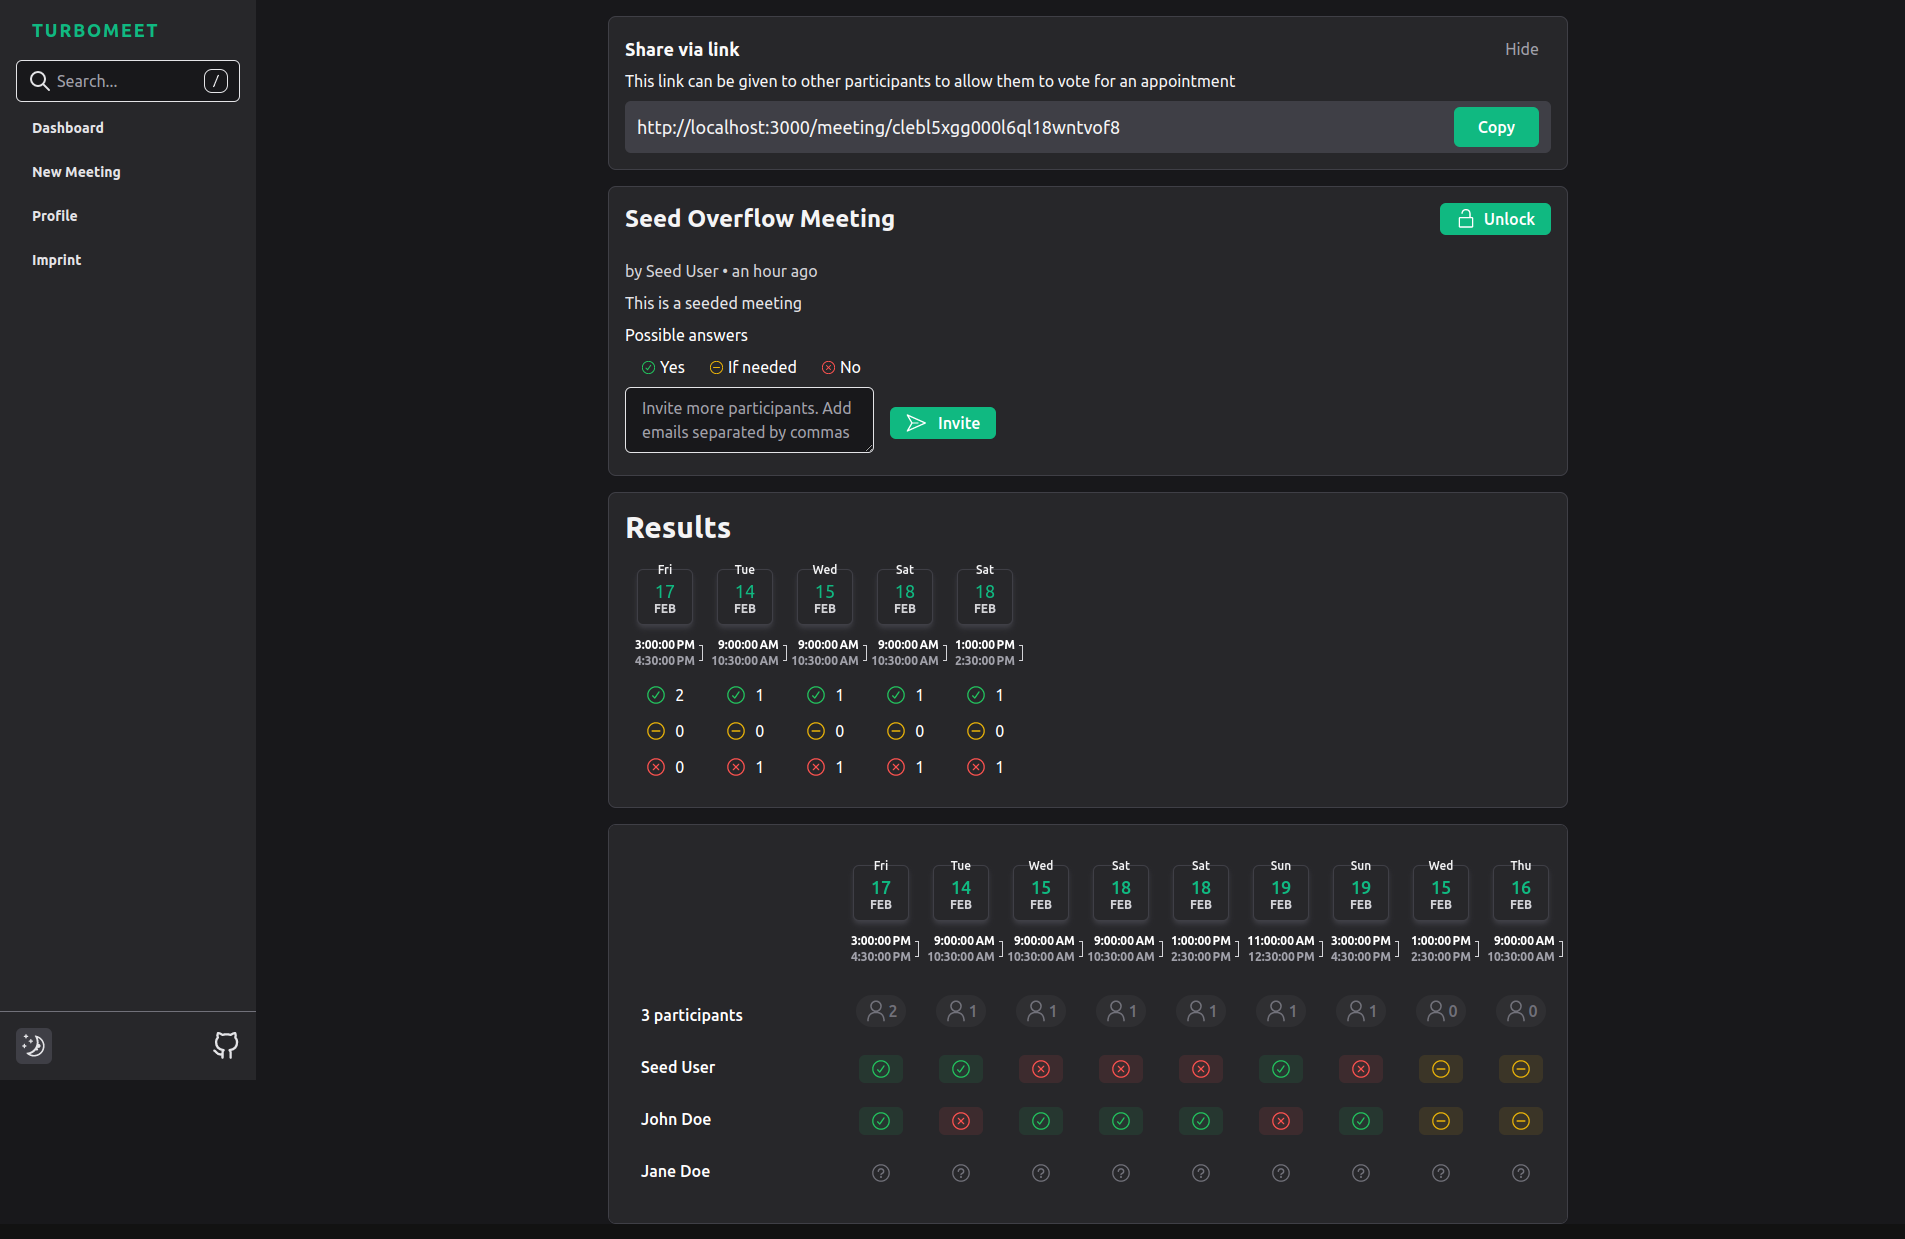 TURBOMEET
Search...
/
Dashboard
New Meeting
Profile
Imprint
Share via link
Hide
This link can be given to other participants to allow them to vote for an appointment
http://localhost:3000/meeting/clebl5xgg000l6ql18wntvof8
Copy
Seed Overflow Meeting
Unlock
by Seed User • an hour ago
This is a seeded meeting
Possible answers
Yes If needed No
Invite more participants. Add
emails separated by commas
Invite
Results
Fri Tue Wed Sat Sat
17 14 15 18 18
FEB FEB FEB FEB FEB
3:00:00 PM 9:00:00 AM 9:00:00 AM 9:00:00 AM 1:00:00 PM
4:30:00 PM 10:30:00 AM 10:30:00 AM 10:30:00 AM 2:30:00 PM
2 1 1 1 1
0 0 0 0 0
0 1 1 1 1
Fri Tue Wed Sat Sat Sun Sun Wed Thu
17 14 15 18 18 19 19 15 16
FEB FEB FEB FEB FEB FEB FEB FEB FEB
3:00:00 PM 9:00:00 AM 9:00:00 AM 9:00:00 AM 1:00:00 PM 11:00:00 AM 3:00:00 PM 1:00:00 PM 9:00:00 AM
4:30:00 PM 10:30:00 AM 10:30:00 AM 10:30:00 AM 2:30:00 PM 12:30:00 PM 4:30:00 PM 2:30:00 PM 10:30:00 AM
3 participants 2 1 1 1 1 1 1 0 0
Seed User
John Doe
Jane Doe ? ? ? ? ? ? ? ? ?